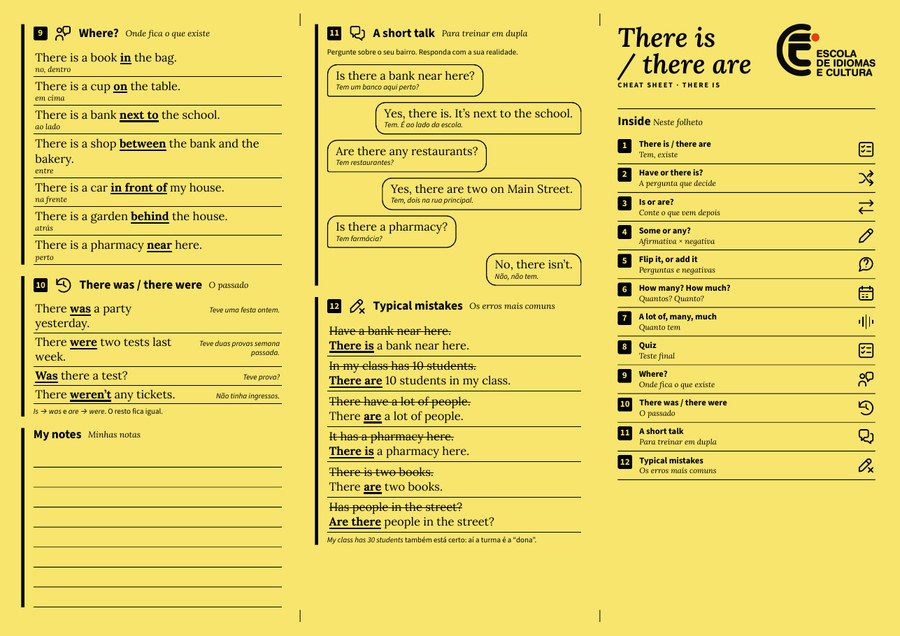 9 Where? Onde fica o que existe
There is a book in the bag.
no, dentro
There is a cup on the table.
em cima
There is a bank next to the school.
ao lado
There is a shop between the bank and the
bakery.
entre
There is a car in front of my house.
na frente
There is a garden behind the house.
atrás
There is a pharmacy near here.
perto
10 There was / there were O passado
There was a party
yesterday.
Teve uma festa ontem.
There were two tests last
week.
Teve duas provas semana
passada.
Was there a test? Teve prova?
There weren't any tickets. Não tinha ingressos.
Is → was e are → were. O resto fica igual.
My notes Minhas notas
11 A short talk Para treinar em dupla
Pergunte sobre o seu bairro. Responda com a sua realidade.
Is there a bank near here?
Tem um banco aqui perto?
Yes, there is. It's next to the school.
Tem. É ao lado da escola.
Are there any restaurants?
Tem restaurantes?
Yes, there are two on Main Street.
Tem, dois na rua principal.
Is there a pharmacy?
Tem farmácia?
No, there isn't.
Não, não tem.
12 Typical mistakes Os erros mais comuns
Have a bank near here.
There is a bank near here.
In my class has 10 students.
There are 10 students in my class.
There have a lot of people.
There are a lot of people.
It has a pharmacy here.
There is a pharmacy here.
There is two books.
There are two books.
Has people in the street?
Are there people in the street?
My class has 30 students também está certo: aí a turma é a "dona".
There is
/ there are
CHEAT SHEET · THERE IS
ESCOLA
DE IDIOMAS
E CULTURA
Inside Neste folheto
1 There is / there are
Tem, existe
2 Have or there is?
A pergunta que decide
3 Is or are?
Conte o que vem depois
4 Some or any?
Afirmativa × negativa
5 Flip it, or add it
Perguntas e negativas
6 How many? How much?
Quantos? Quanto?
7 A lot of, many, much
Quanto tem
8 Quiz
Teste final
9 Where?
Onde fica o que existe
10 There was / there were
O passado
11 A short talk
Para treinar em dupla
12 Typical mistakes
Os erros mais comuns